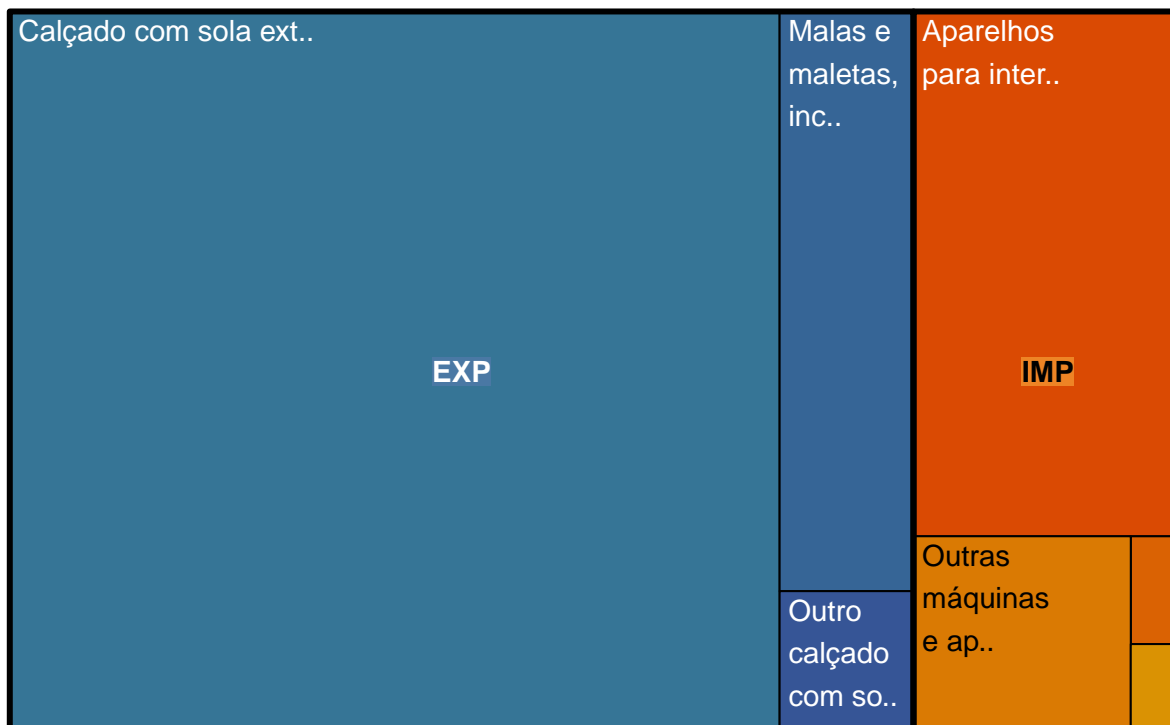 Calçado com sola ext..
EXP
Malas e
maletas,
inc..
Outro
calçado
com so..
Aparelhos
para inter..
IMP
Outras
máquinas
e ap..